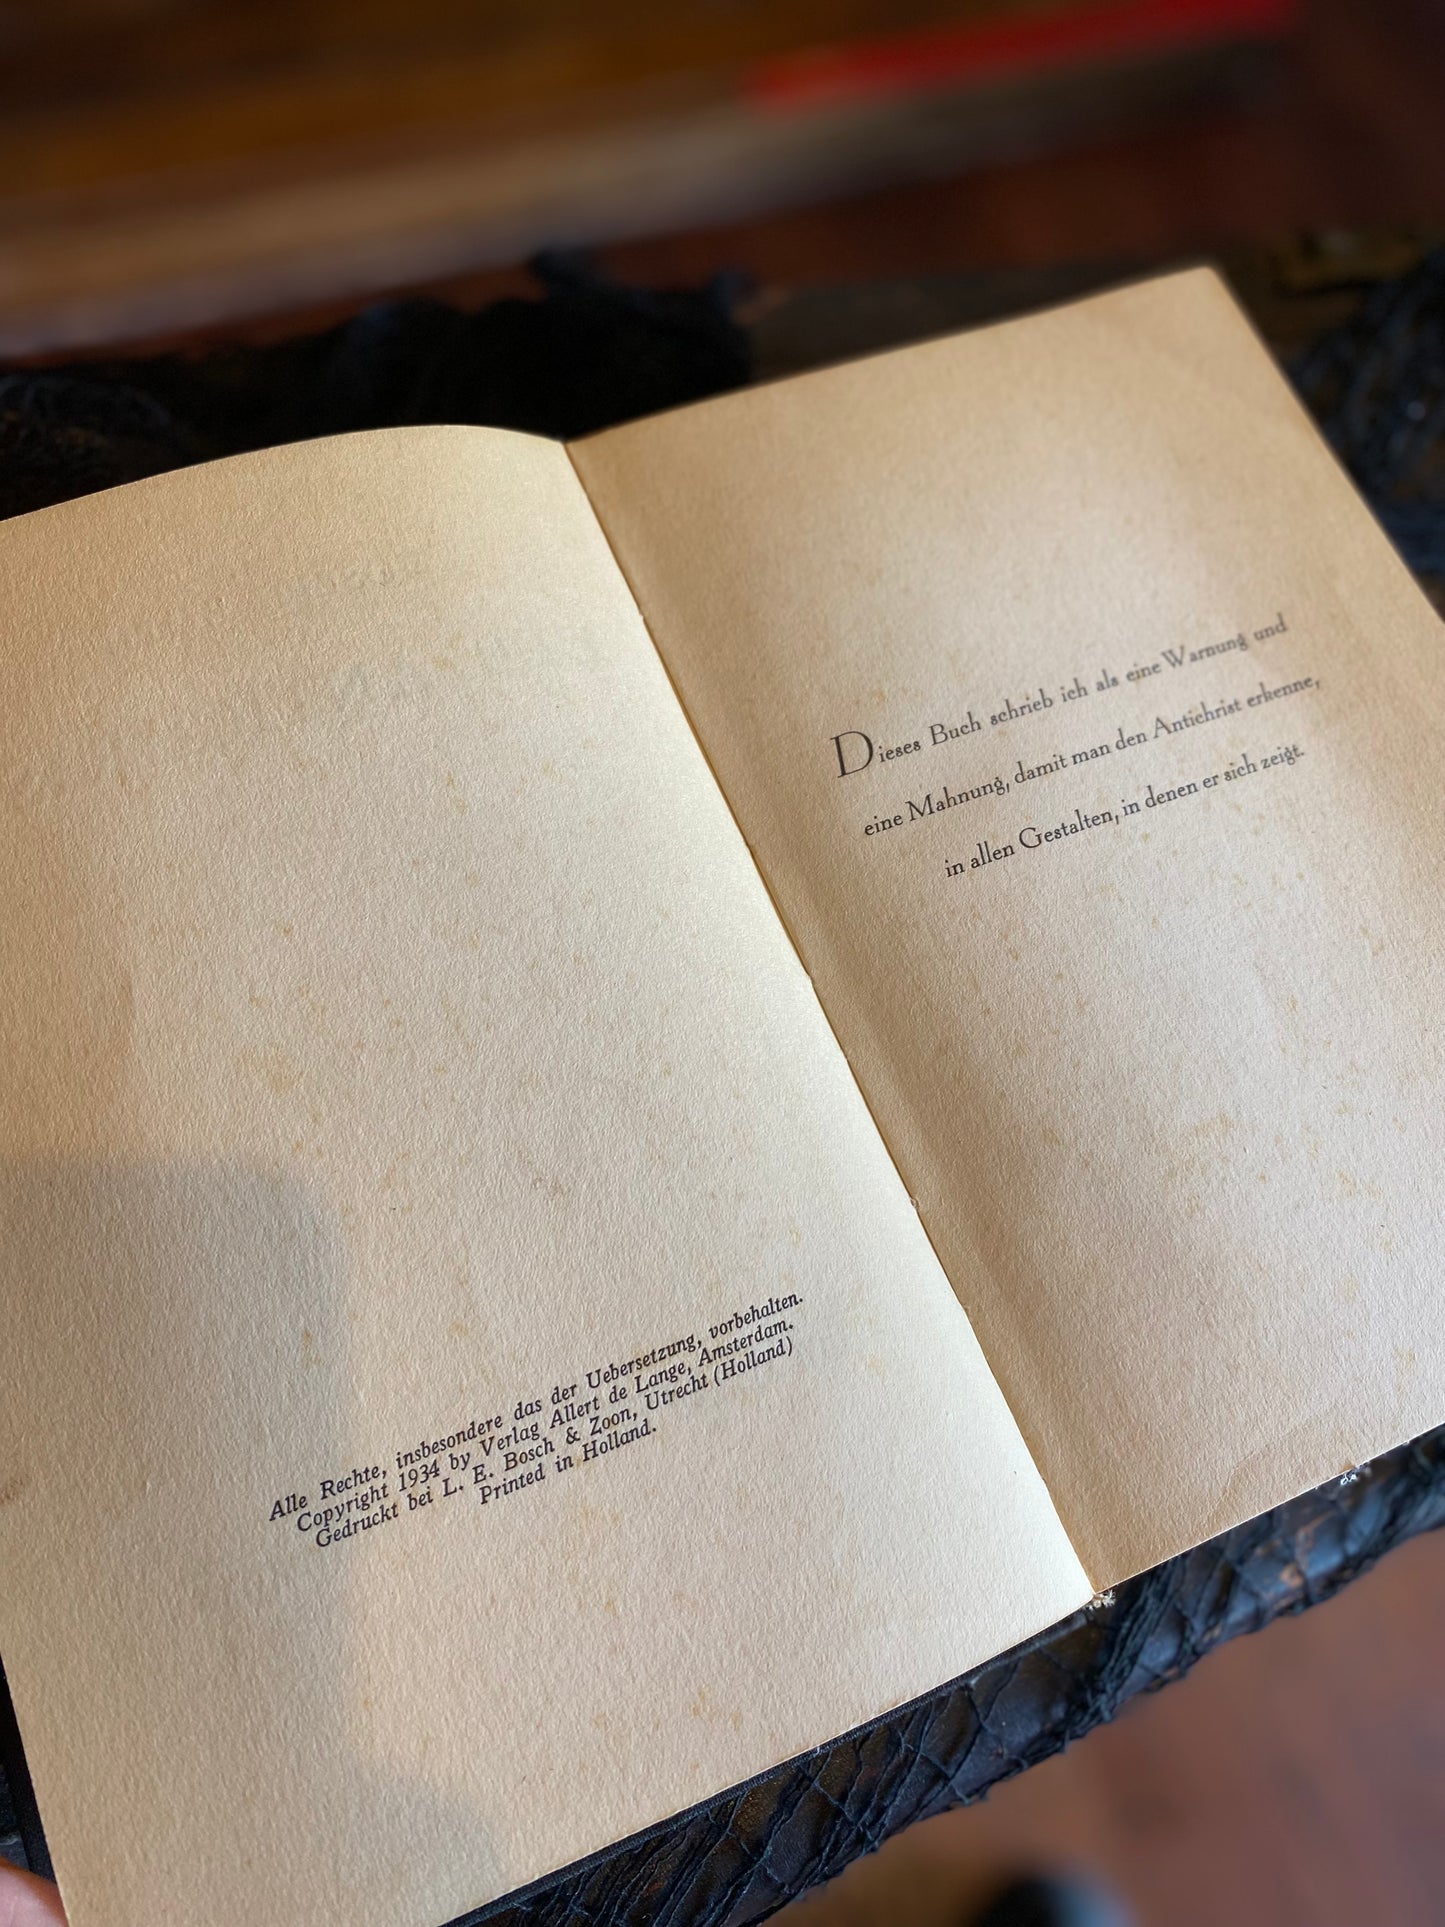 Alle Rechte, insbesondere das der Uebersetzung, vorbehalten.
Copyright 1934 by Verlag Allert de Lange, Amsterdam.
Gedruckt bei L. E. Bosch & Zoon, Utrecht (Holland)
Printed in Holland.
Dieses Buch schrieb ich als eine Warnung und
eine Mahnung, damit man den Antichrist erkenne,
in allen Gestalten, in denen er sich zeigt.